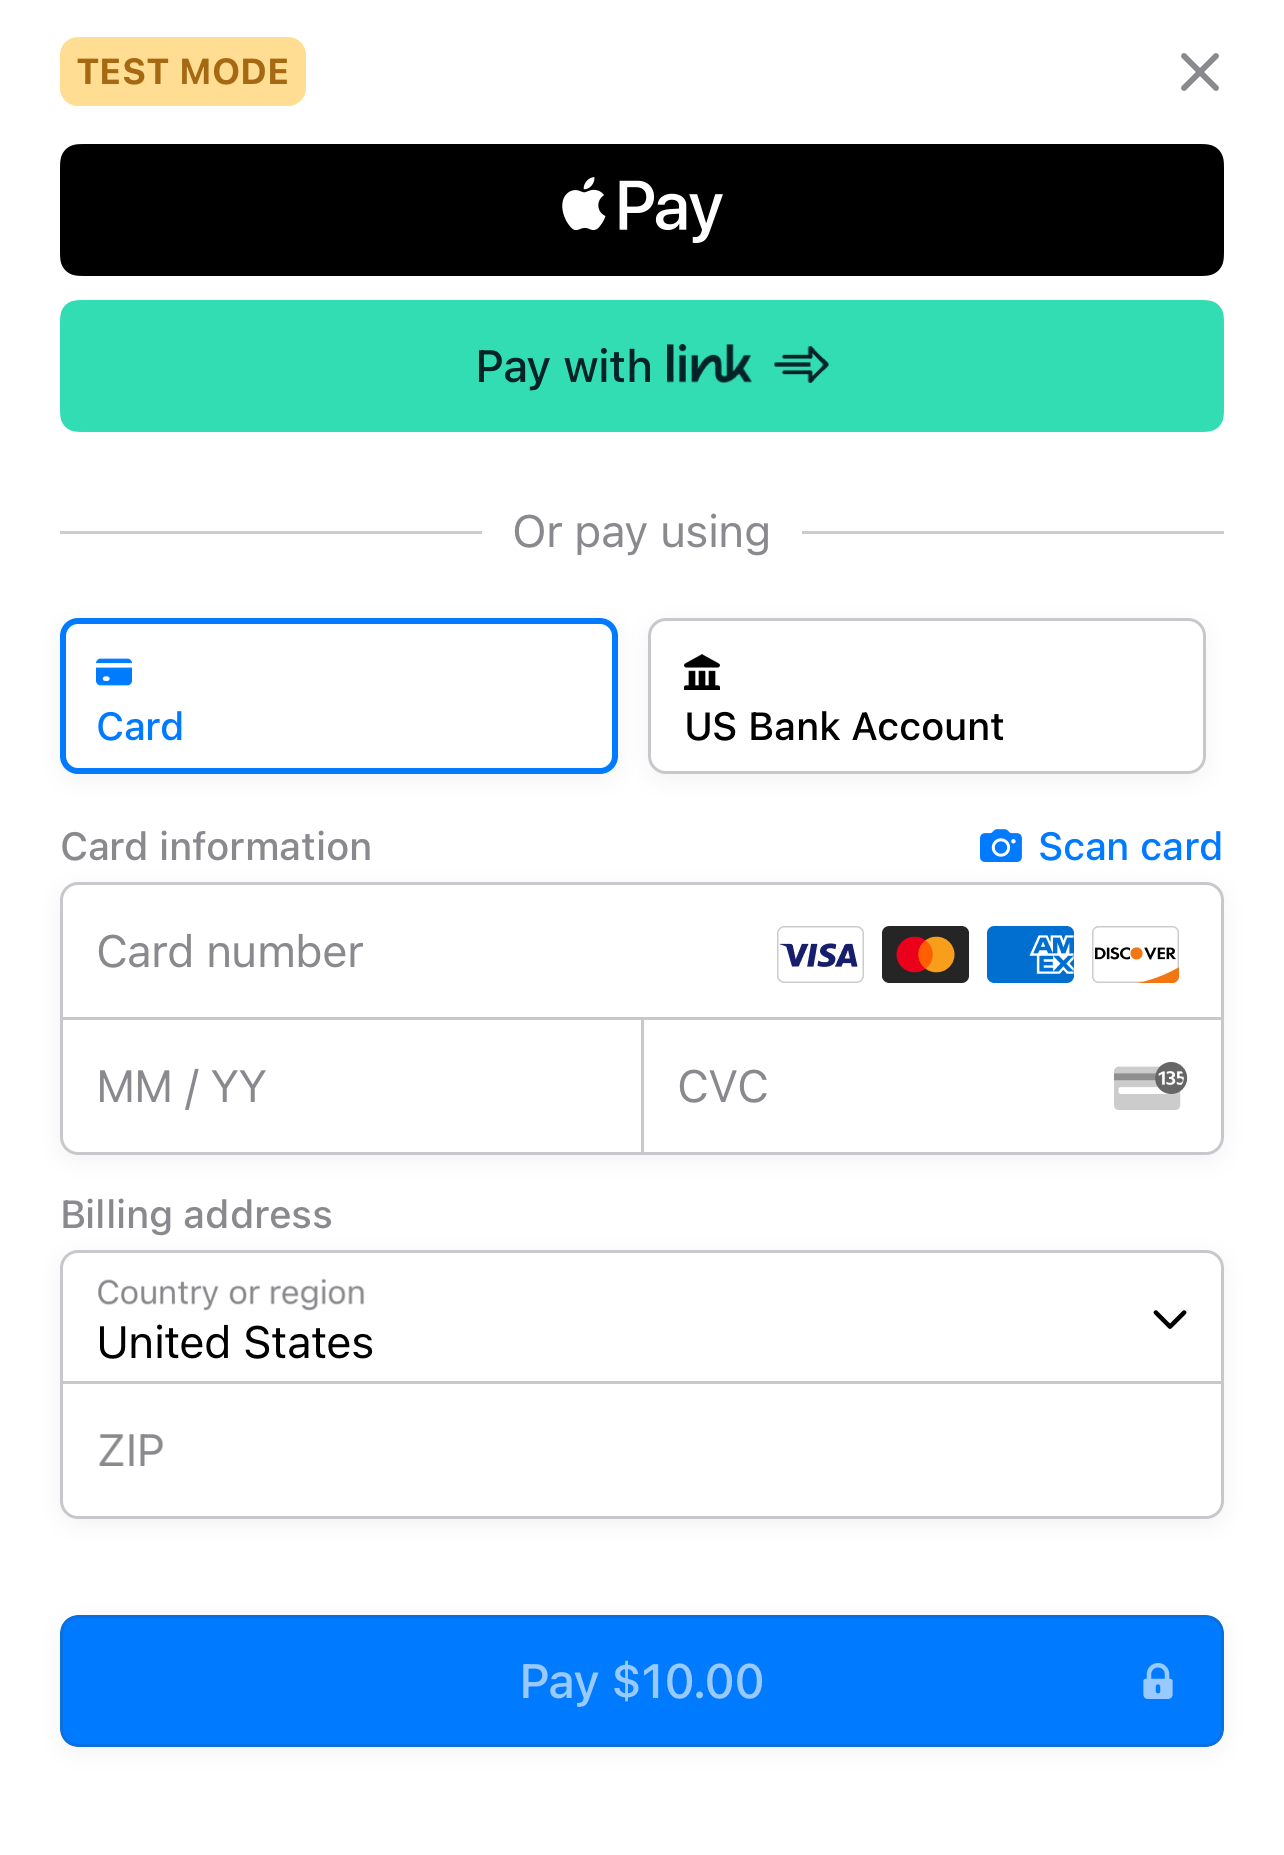 TEST MODE
Pay
Pay with link
Or pay using
Card
US Bank Account
Card information
Scan card
Card number
VISA
AM
EX
DISCOVER
MM / YY
CVC
135
Billing address
Country or region
United States
ZIP
Pay $10.00